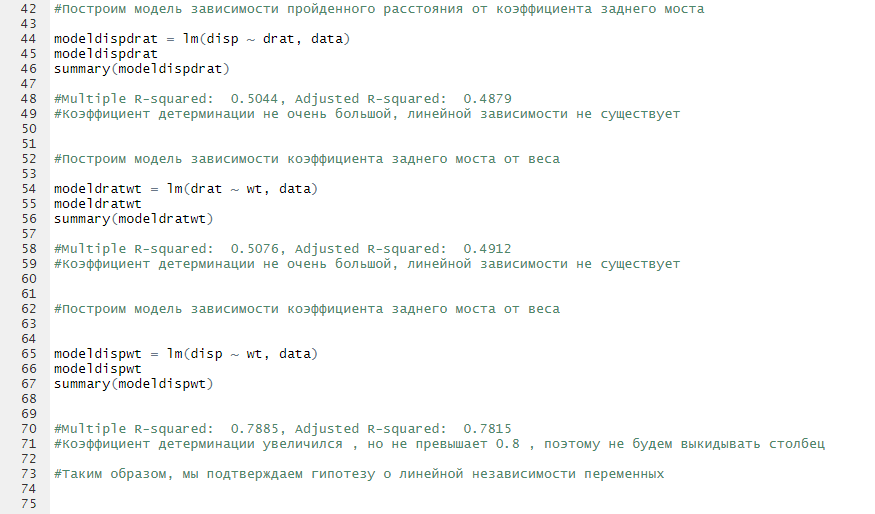 42 #Построим модель зависимости пройденного расстояния от коэффициента заднего моста
43
44 modeldispdrat = lm(disp ~ drat, data)
45 modeldispdrat
46 summary(modeldispdrat)
47
48 #Multiple R-squared:  0.5044, Adjusted R-squared:  0.4879
49 #Коэффициент детерминации не очень большой, линейной зависимости не существует
50
51
52 #Построим модель зависимости коэффициента заднего моста от веса
53
54 modeldratwt = lm(drat ~ wt, data)
55 modeldratwt
56 summary(modeldratwt)
57
58 #Multiple R-squared:  0.5076, Adjusted R-squared:  0.4912
59 #Коэффициент детерминации не очень большой, линейной зависимости не существует
60
61
62 #Построим модель зависимости коэффициента заднего моста от веса
63
64
65 modeldispwt = lm(disp ~ wt, data)
66 modeldispwt
67 summary(modeldispwt)
68
69
70 #Multiple R-squared:  0.7885, Adjusted R-squared:  0.7815
71 #Коэффициент детерминации увеличился , но не превышает 0.8 , поэтому не будем выкидывать столбец
72
73 #Таким образом, мы подтверждаем гипотезу о линейной независимости переменных
74
75